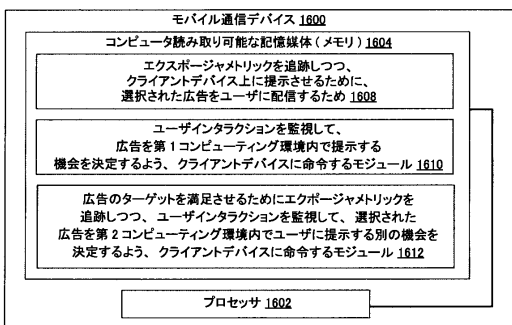 モバイル通信デバイス 1600
コンピュータ読み取り可能な記憶媒体(メモリ) 1604
エクスポージャメトリックを追跡しつつ、
クライアントデバイス上に提示させるために、
選択された広告をユーザに配信するため 1608
ユーザインタラクションを監視して、
広告を第1コンピューティング環境内で提示する
機会を決定するよう、クライアントデバイスに命令するモジュール 1610
広告のターゲットを満足させるためにエクポージャメトリックを
追跡しつつ、ユーザインタラクションを監視して、選択された
広告を第2コンピューティング環境内でユーザに提示する別の機会を
決定するよう、クライアントデバイスに命令するモジュール 1612
プロセッサ 1602